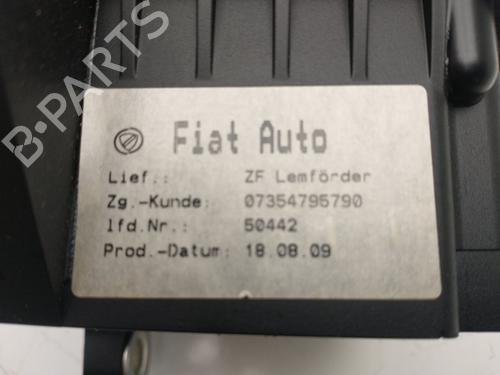 B-PARTS
Fiat Auto
Lief.: ZF Lemförder
Zg.-Kunde: 07354795790
lfd.Nr.: 50442
Prod.-Datum: 18.08.09